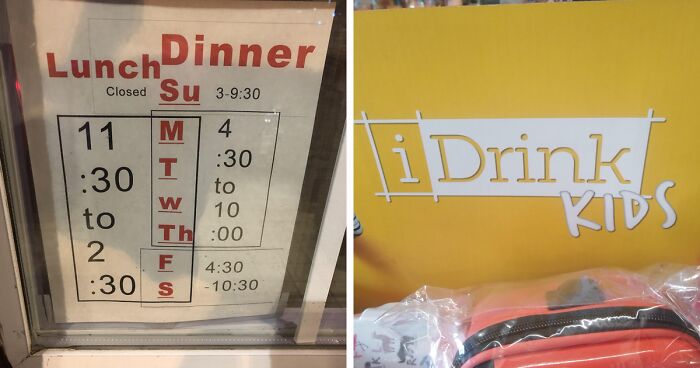 Lunch Dinner
Closed Su 3-9:30
11
:30
to
2
:30
M
T
w
Th
F
S
4
:30
to
10
:00
4:30
-10:30
i Drink
KIDS